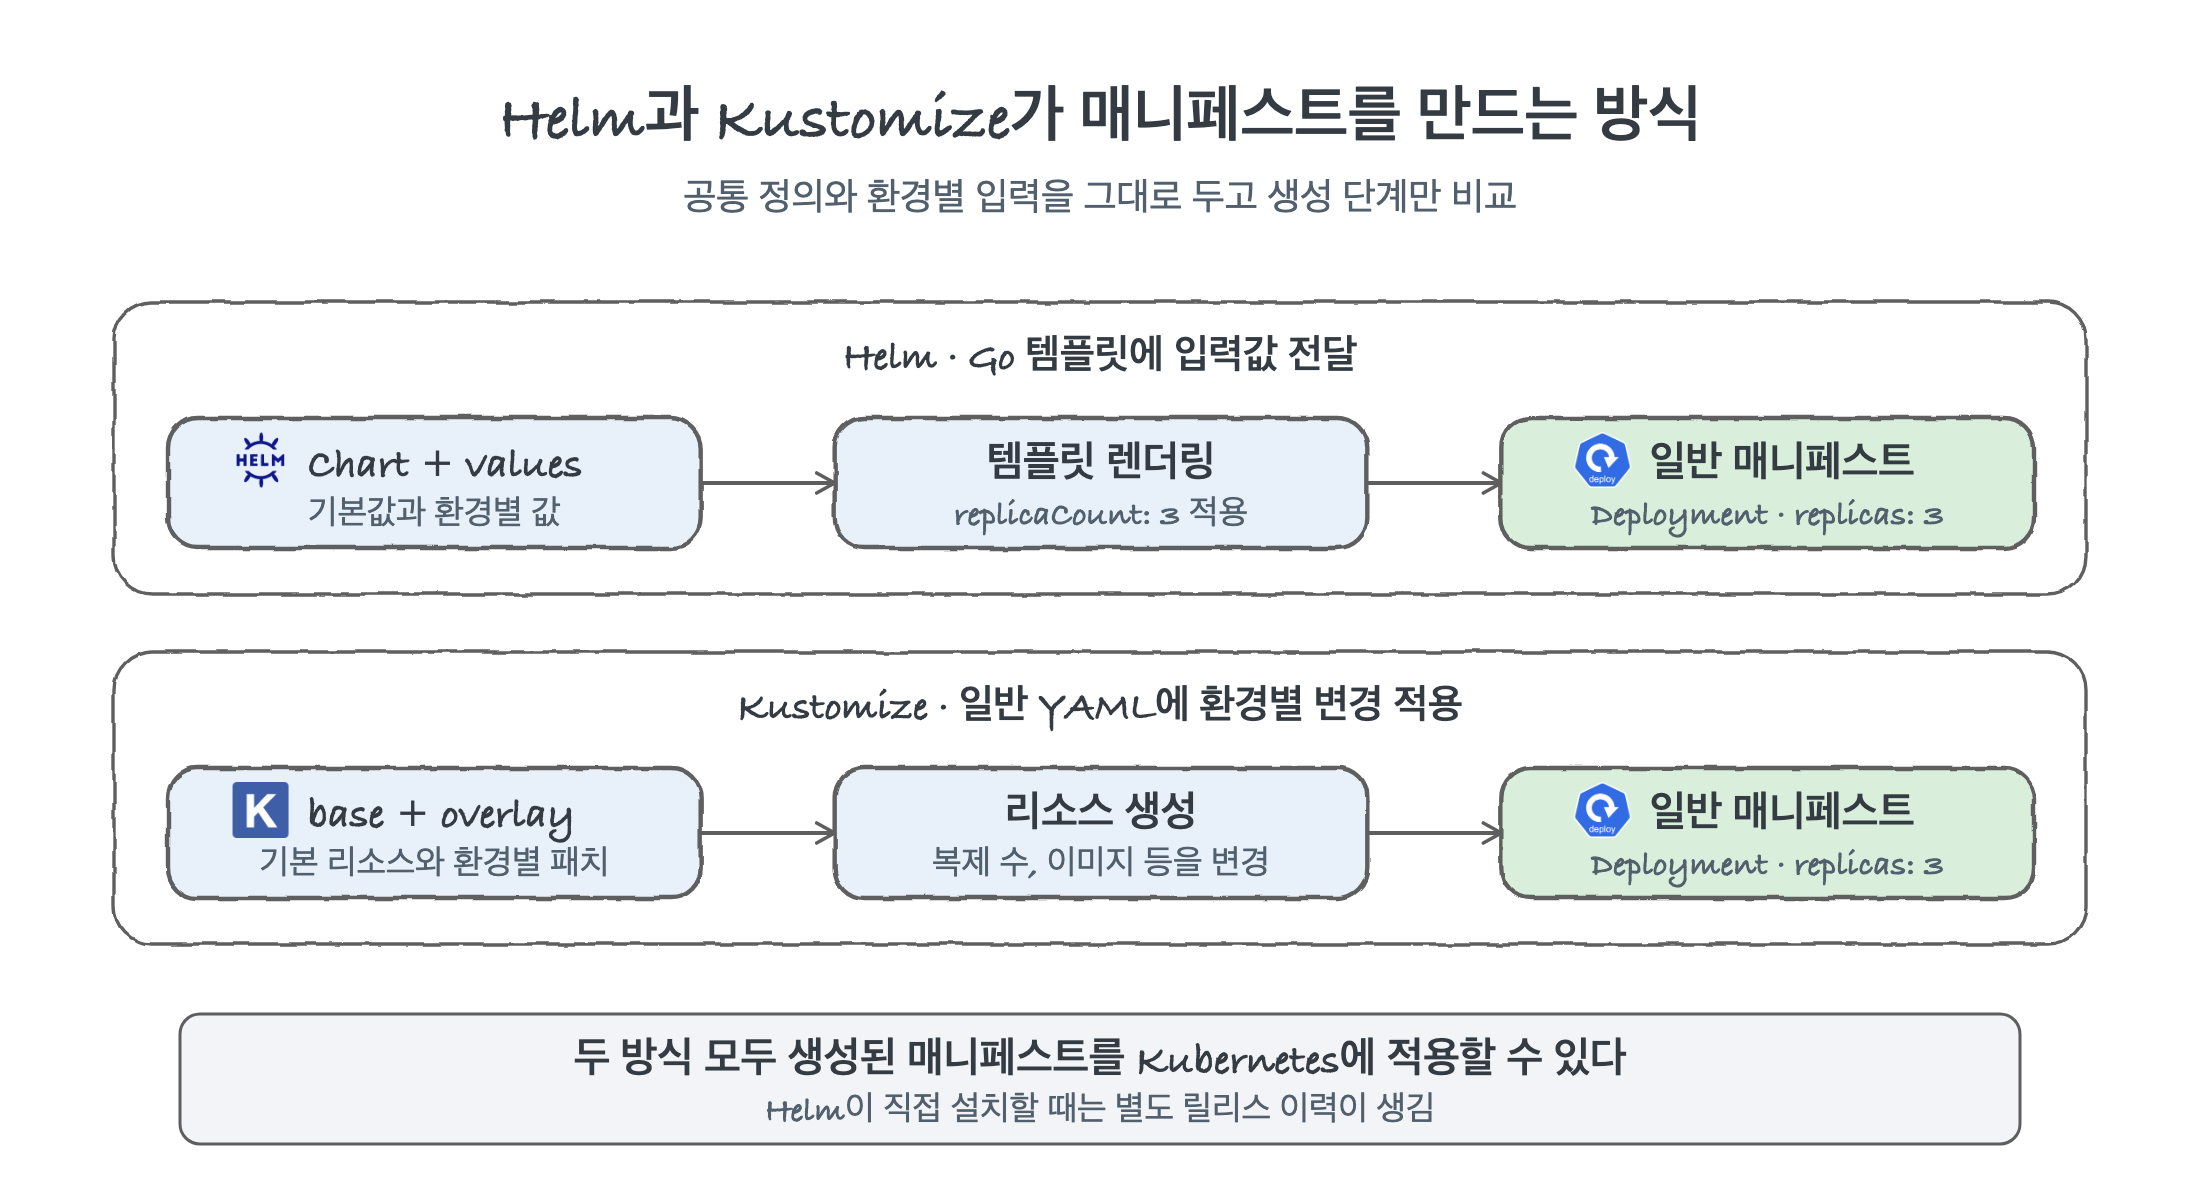 Helm과 Kustomize가 매니페스트를 만드는 방식
공통 정의와 환경별 입력을 그대로 두고 생성 단계만 비교
Helm · Go 템플릿에 입력값 전달
HELM
Chart + values
기본값과 환경별 값
템플릿 렌더링
replicaCount: 3 적용
deploy
일반 매니페스트
Deployment · replicas: 3
Kustomize · 일반 YAML에 환경별 변경 적용
K
base + overlay
기본 리소스와 환경별 패치
리소스 생성
복제 수, 이미지 등을 변경
deploy
일반 매니페스트
Deployment · replicas: 3
두 방식 모두 생성된 매니페스트를 Kubernetes에 적용할 수 있다
Helm이 직접 설치할 때는 별도 릴리스 이력이 생김